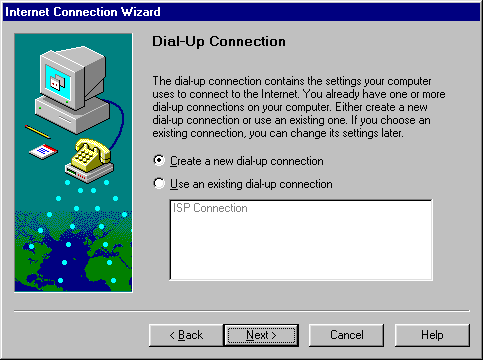 Internet Connection Wizard
Dial-Up Connection
The dial-up connection contains the settings your computer
uses to connect to the Internet. You already have one or more
dial-up connections on your computer. Either create a new
dial-up connection or use an existing one. If you choose an
existing connection, you can change its settings later.
Create a new dial-up connection
Use an existing dial-up connection
ISP Connection
< Back Next > Cancel Help